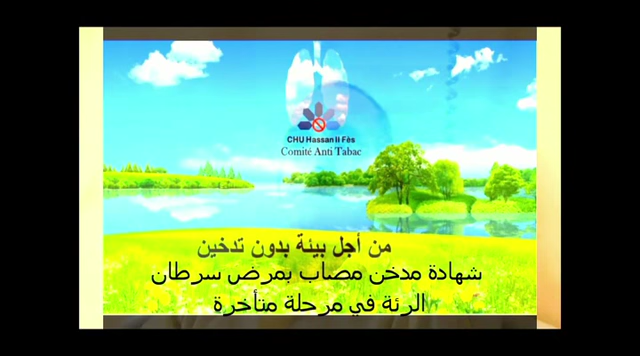 CHU Hassan II Fès
Comité Anti Tabac
من أجل بيئة بدون تدخين
شهادة مدخن مصاب بمرض سرطان
الرئة في مرحلة متأخرة